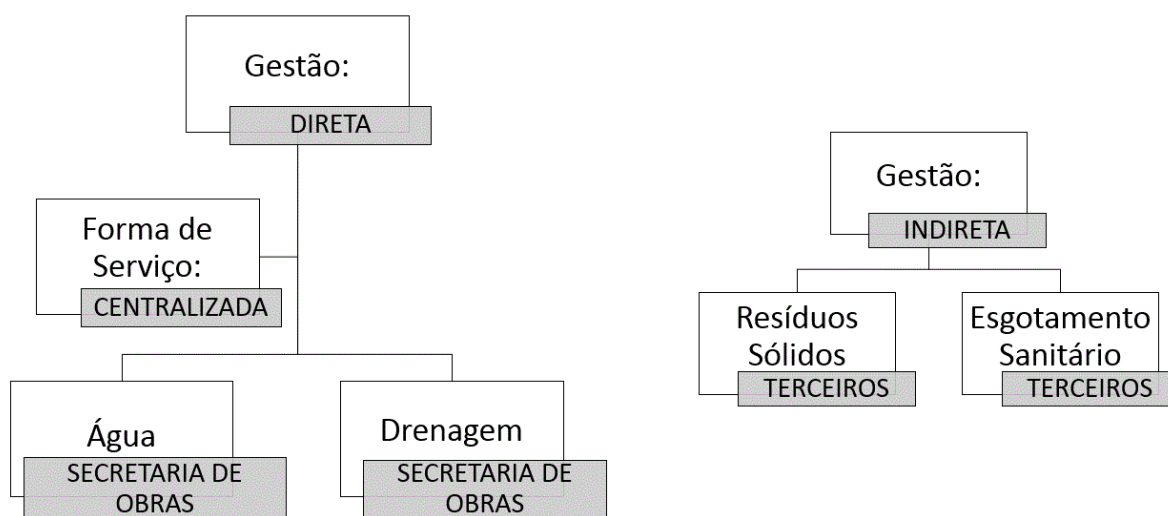 Gestão:
DIRETA
Forma de
Serviço:
CENTRALIZADA
Água
SECRETARIA DE
OBRAS
Drenagem
SECRETARIA DE
OBRAS
Gestão:
INDIRETA
Resíduos
Sólidos
TERCEIROS
Esgotamento
Sanitário
TERCEIROS